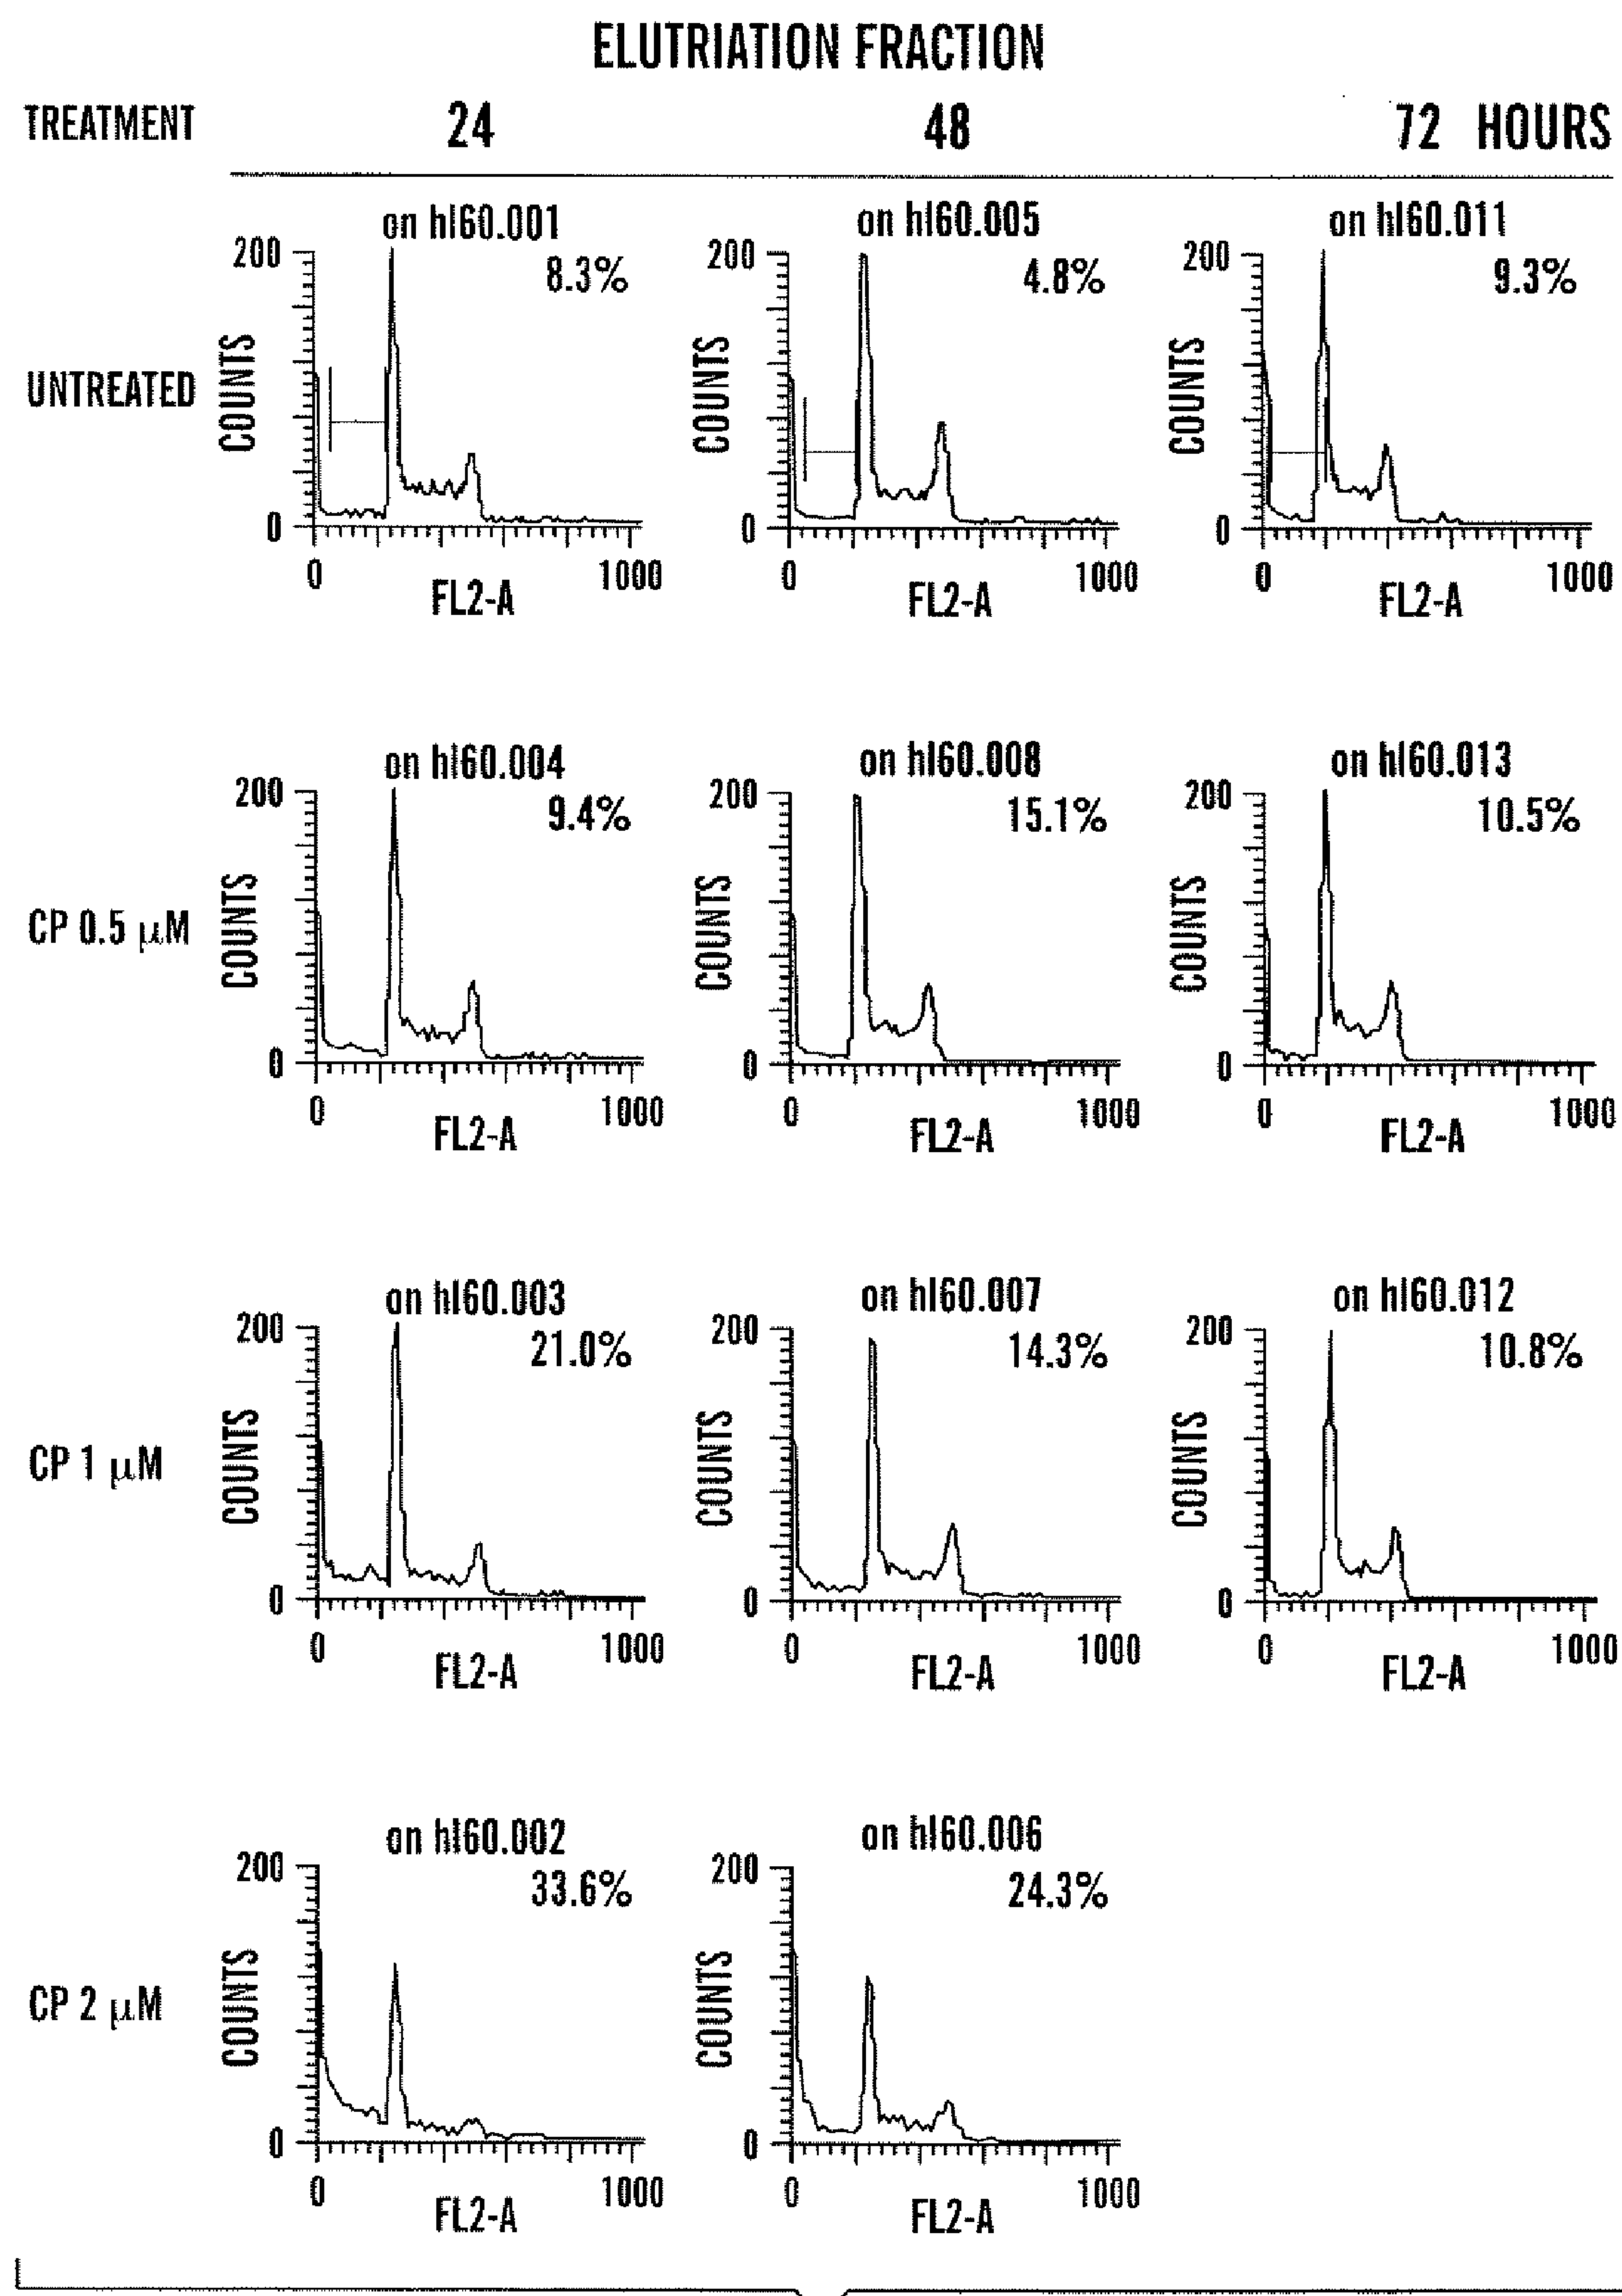 ELUTRIATION FRACTION
TREATMENT 24 48 72 HOURS
UNTREATED
on hl60.001
8.3%
200
COUNTS
0
0 1000
FL2-A
on hl60.005
4.8%
200
COUNTS
0
0 1000
FL2-A
on hl60.011
9.3%
200
COUNTS
0
0 1000
FL2-A
CP 0.5 μM
on hl60.004
9.4%
200
COUNTS
0
0 1000
FL2-A
on hl60.008
15.1%
200
COUNTS
0
0 1000
FL2-A
on hl60.013
10.5%
200
COUNTS
0
0 1000
FL2-A
CP 1 μM
on hl60.003
21.0%
200
COUNTS
0
0 1000
FL2-A
on hl60.007
14.3%
200
COUNTS
0
0 1000
FL2-A
on hl60.012
10.8%
200
COUNTS
0
0 1000
FL2-A
CP 2 μM
on hl60.002
33.6%
200
COUNTS
0
0 1000
FL2-A
on hl60.006
24.3%
200
COUNTS
0
0 1000
FL2-A